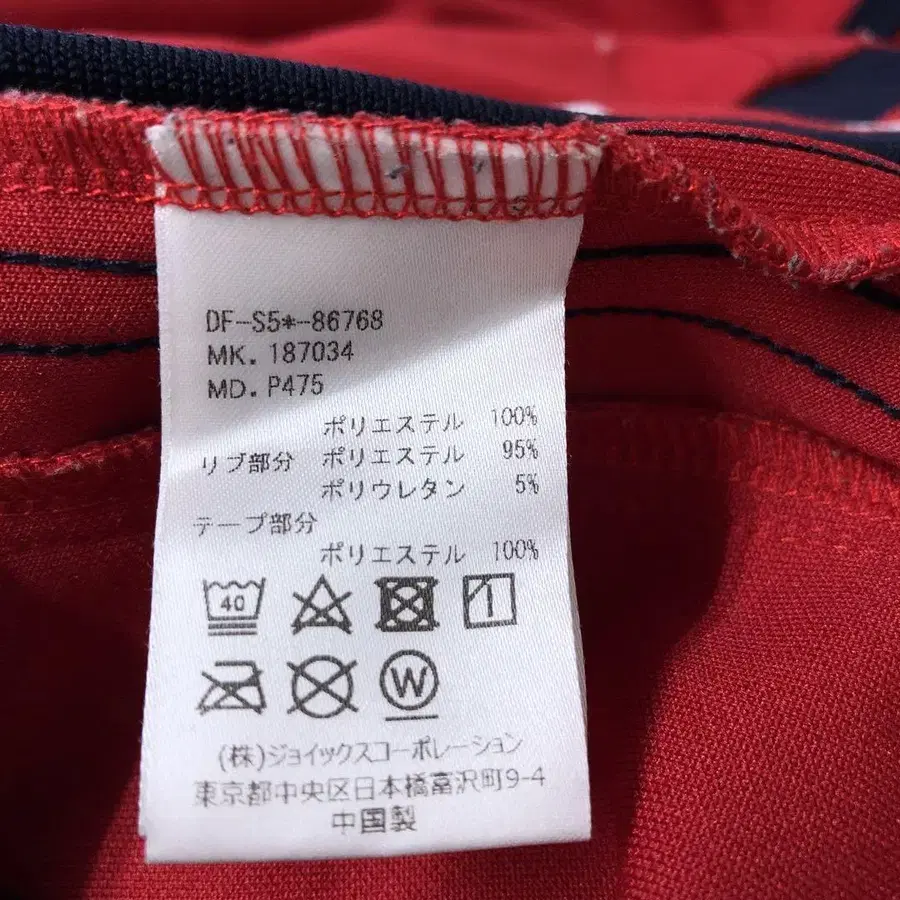 DF-S5*-86768
MK. 187034
MD. P475
ポリエステル 100%
リブ部分 ポリエステル 95%
ポリウレタン 5%
テープ部分
ポリエステル 100%
40
W
(株)ジョイックスコーポレーション
東京都中央区日本橋富沢町9-4
中国製